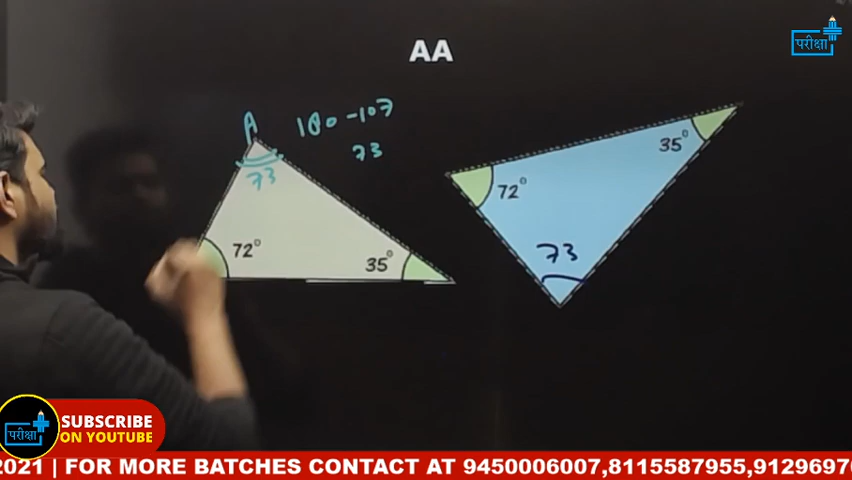 परीक्षा
AA
A
180-107
73
73
72°
35°
35°
72°
73
परीक्षा
SUBSCRIBE
ON YOUTUBE
2021 | FOR MORE BATCHES CONTACT AT 9450006007,8115587955,9129697